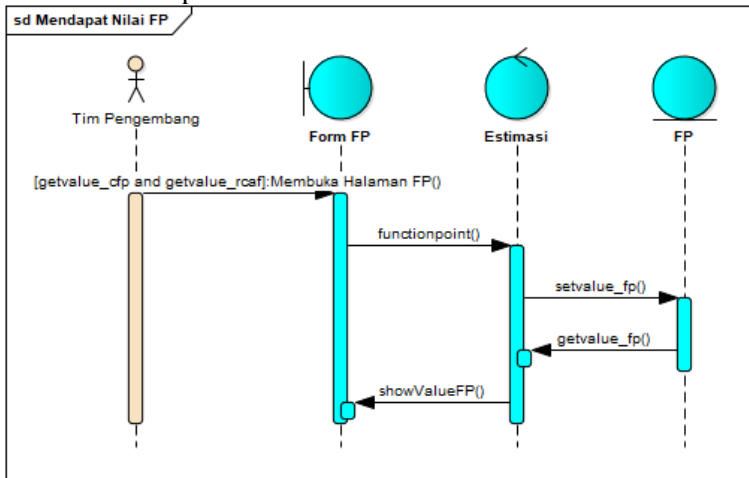 sd Mendapat Nilai FP
Tim Pengembang
Form FP
Estimasi
FP
[getvalue_cfp and getvalue_rcaf]:Membuka Halaman FP()
functionpoint()
setvalue_fp()
getvalue_fp()
showValueFP()